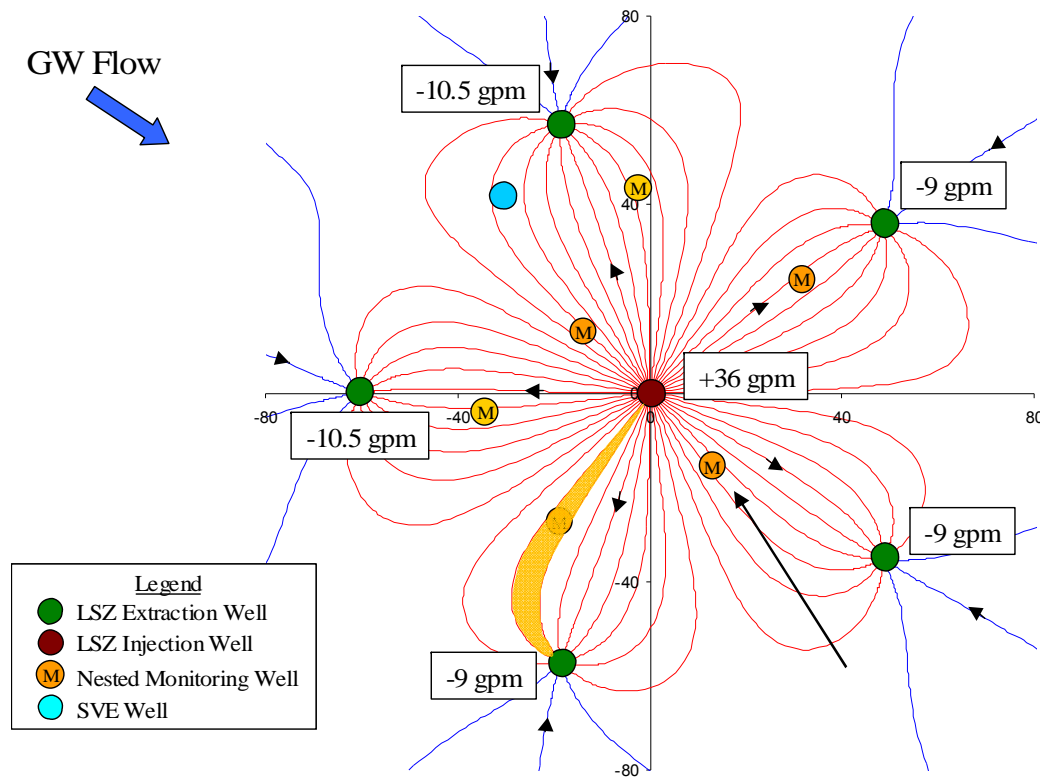 80
GW Flow
-10.5 gpm
-9 gpm
M
40
M
M
+36 gpm
-80
-40
0
0
40
80
M
-10.5 gpm
M
M
-9 gpm
-40
Legend
LSZ Extraction Well
LSZ Injection Well
M Nested Monitoring Well
SVE Well
-9 gpm
-80